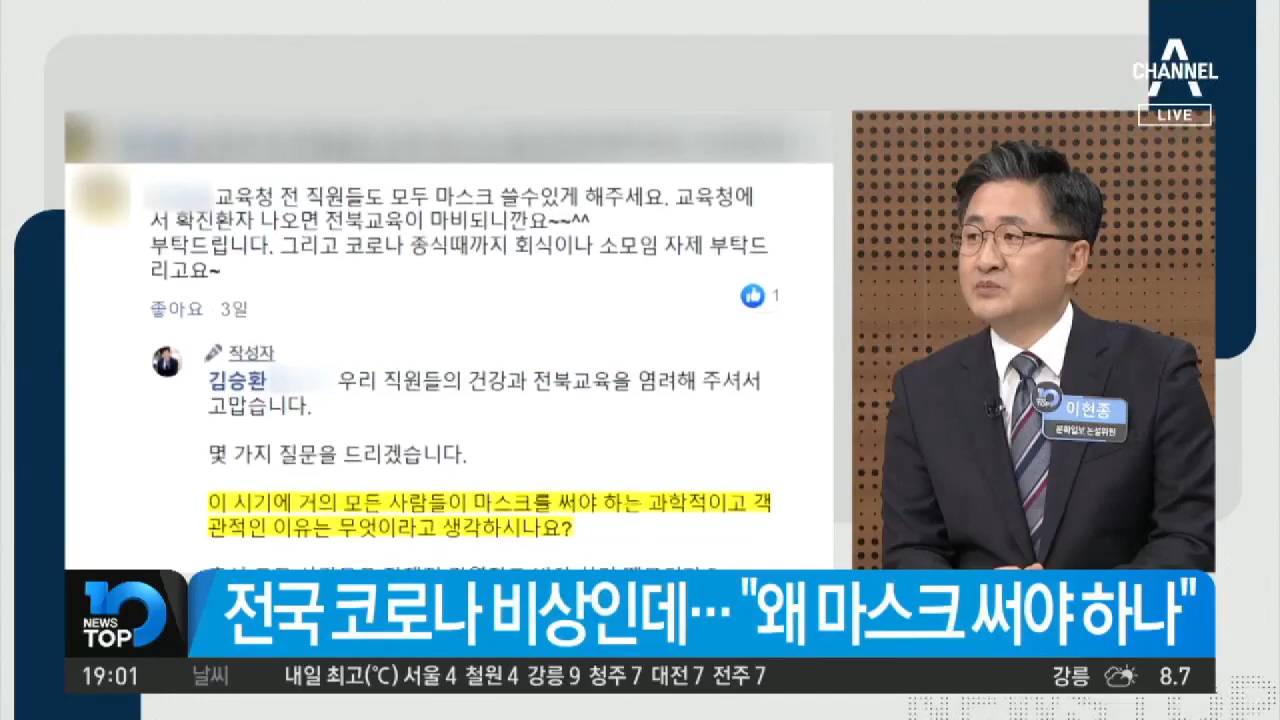 CHANNEL A
LIVE
교육청 전 직원들도 모두 마스크 쓸수있게 해주세요. 교육청에
서 확진환자 나오면 전북교육이 마비되니깐요~~^^
부탁드립니다. 그리고 코로나 종식때까지 회식이나 소모임 자제 부탁드
리고요~
1
좋아요 · 3일
작성자
김승환 우리 직원들의 건강과 전북교육을 염려해 주셔서
고맙습니다.
몇 가지 질문을 드리겠습니다.
이 시기에 거의 모든 사람들이 마스크를 써야 하는 과학적이고 객
관적인 이유는 무엇이라고 생각하시나요?
NEWS TOP 10
이현종
문화일보 논설위원
NEWS
TOP 10
전국 코로나 비상인데…"왜 마스크 써야 하나"
19:01 날씨 내일 최고(℃) 서울 4 철원 4 강릉 9 청주 7 대전 7 전주 7 강릉 8.7